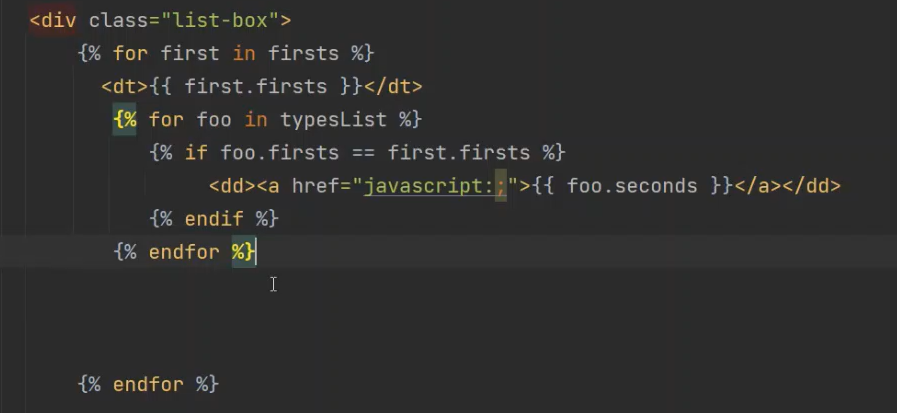 <div class="list-box">
{% for first in firsts %}
<dt>{{ first.firsts }}</dt>
{% for foo in typesList %}
{% if foo.firsts == first.firsts %}
<dd><a href="javascript:;">{{ foo.seconds }}</a></dd>
{% endif %}
{% endfor %}
{% endfor %}